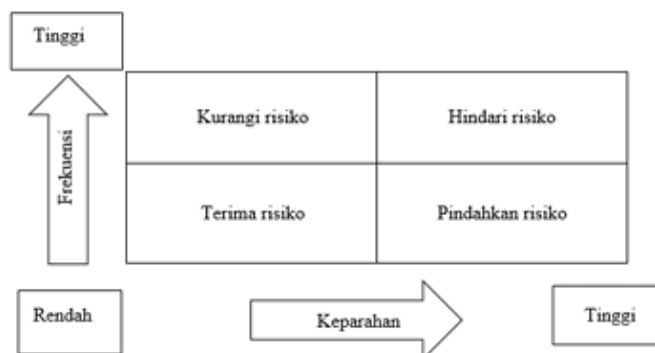 Tinggi
Kurangi risiko
Hindari risiko
Frekuensi
Terima risiko
Pindahkan risiko
Rendah
Keparahan
Tinggi